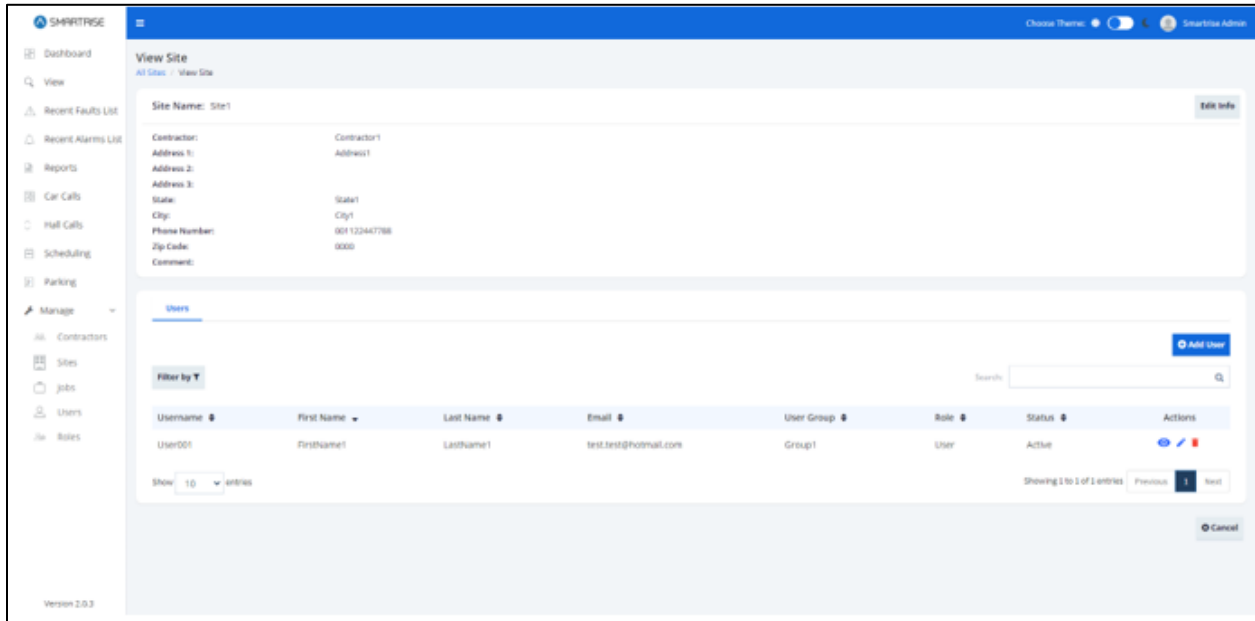 SMARTRISE
Choose Theme:
Smartrise Admin
Dashboard
View
Recent Faults List
Recent Alarms List
Reports
Car Calls
Hall Calls
Scheduling
Parking
Manage
Contractors
Sites
Jobs
Users
Roles
Version 2.0.3
View Site
All Sites / View Site
Site Name: Site1
Edit Info
Contractor: Contractor1
Address 1: Address1
Address 2:
Address 3:
State: State1
City: City1
Phone Number: 001122447788
Zip Code: 0000
Comment:
Users
Add User
Filter by
Search:
Username First Name Last Name Email User Group Role Status Actions
User001 FirstName1 LastName1 test.test@hotmail.com Group1 User Active
Show 10 entries
Showing 1 to 1 of 1 entries Previous 1 Next
Cancel